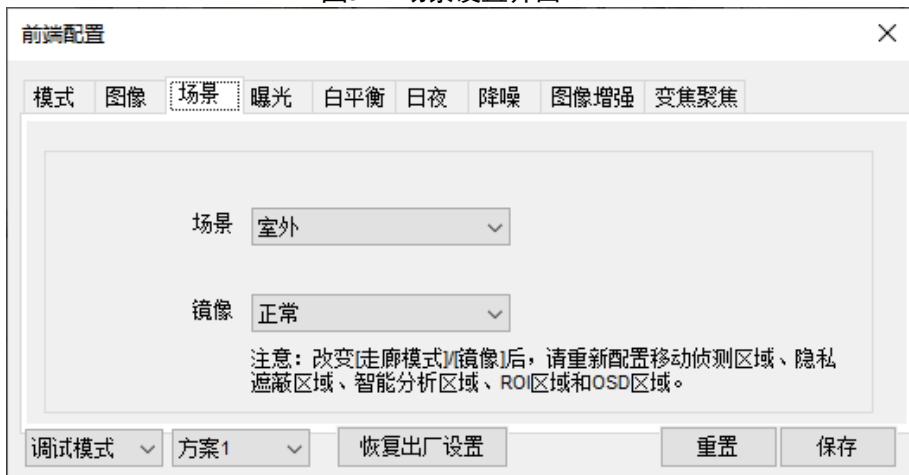 前端配置
模式 图像 场景 曝光 白平衡 日夜 降噪 图像增强 变焦聚焦
场景 室外
镜像 正常
注意：改变[走廊模式]/[镜像]后，请重新配置移动侦测区域、隐私
遮蔽区域、智能分析区域、ROI区域和OSD区域。
调试模式 方案1 恢复出厂设置 重置 保存